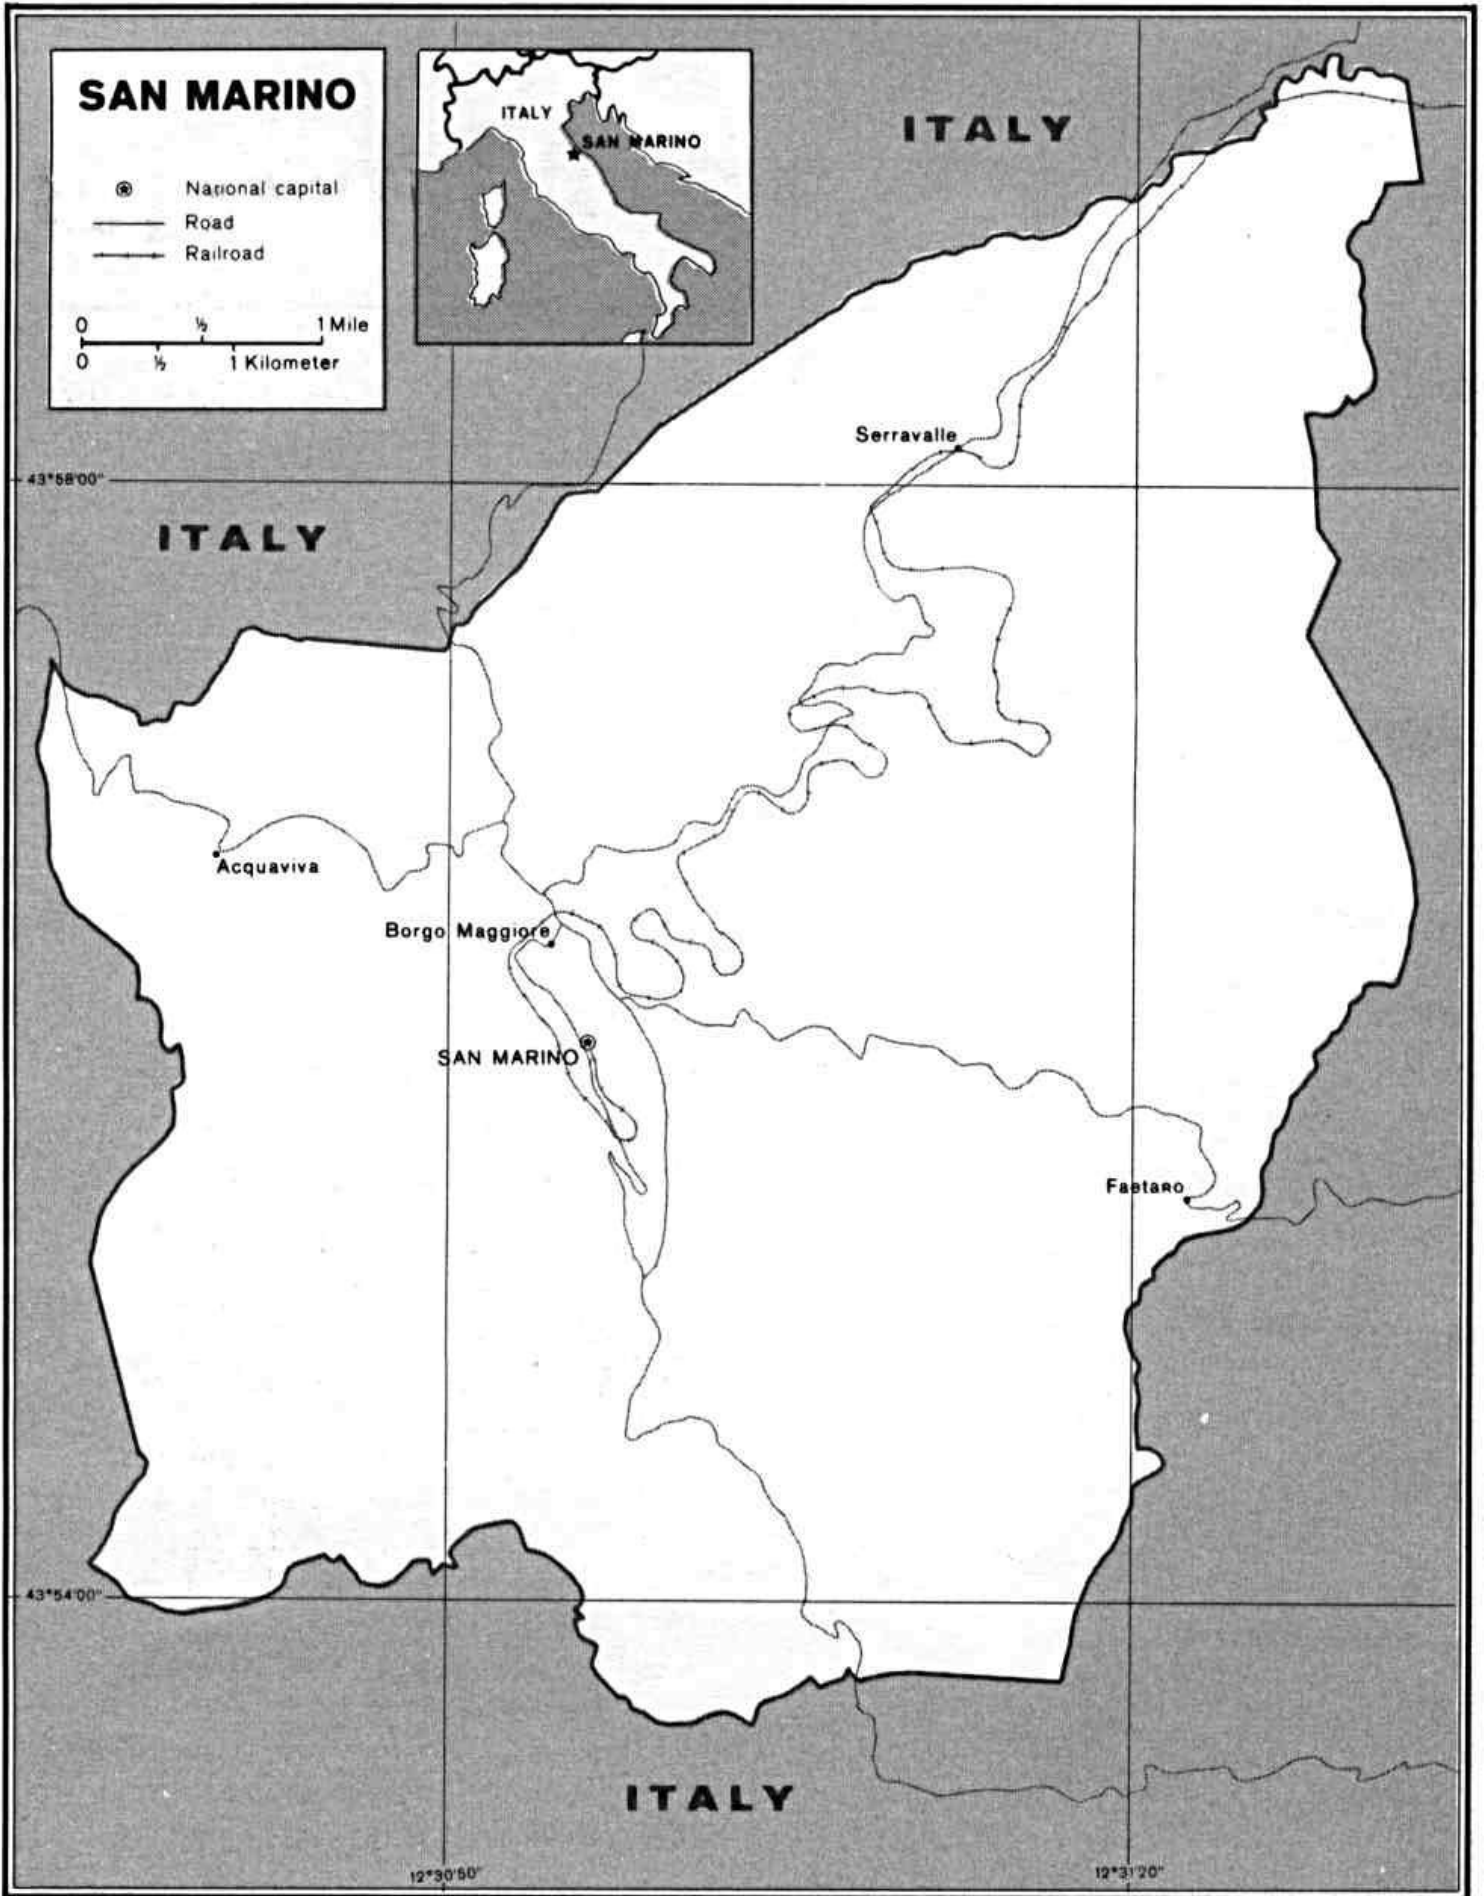 SAN MARINO
National capital
Road
Railroad
0 ½ 1 Mile
0 ½ 1 Kilometer
ITALY
SAN MARINO
ITALY
Serravalle
43°58'00"
ITALY
Acquaviva
Borgo Maggiore
SAN MARINO
Faetano
43°54'00"
ITALY
12°30'50"
12°31'20"